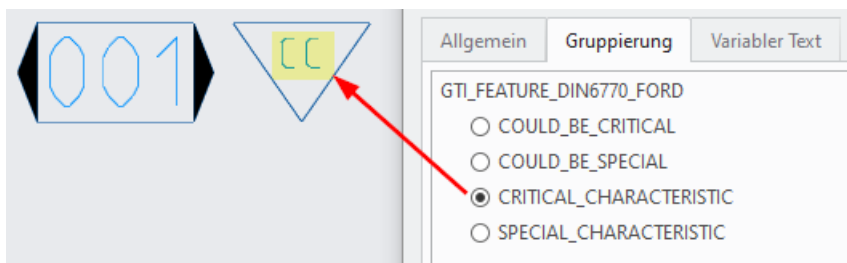 001 CC
Allgemein Gruppierung Variabler Text
GTI_FEATURE_DIN6770_FORD
COULD_BE_CRITICAL
COULD_BE_SPECIAL
CRITICAL_CHARACTERISTIC
SPECIAL_CHARACTERISTIC